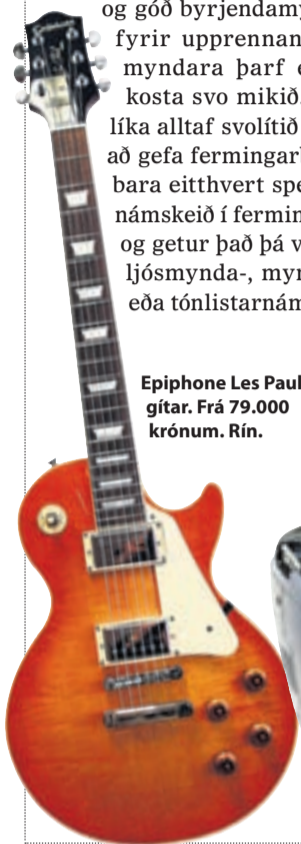 og góð byrjendamy
fyrir upprennan
myndara þarf e
kosta svo mikið.
líka alltaf svolítið
að gefa fermingarb
bara eitthvert spe
námskeið í fermin
og getur það þá v
ljósmynda-, myn
eða tónlistarnám
Epiphone Les Paul
gítar. Frá 79.000
krónum. Rín.